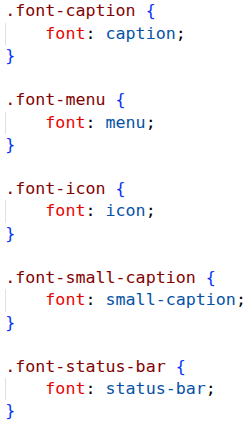 .font-caption {
    font: caption;
}

.font-menu {
    font: menu;
}

.font-icon {
    font: icon;
}

.font-small-caption {
    font: small-caption;
}

.font-status-bar {
    font: status-bar;
}